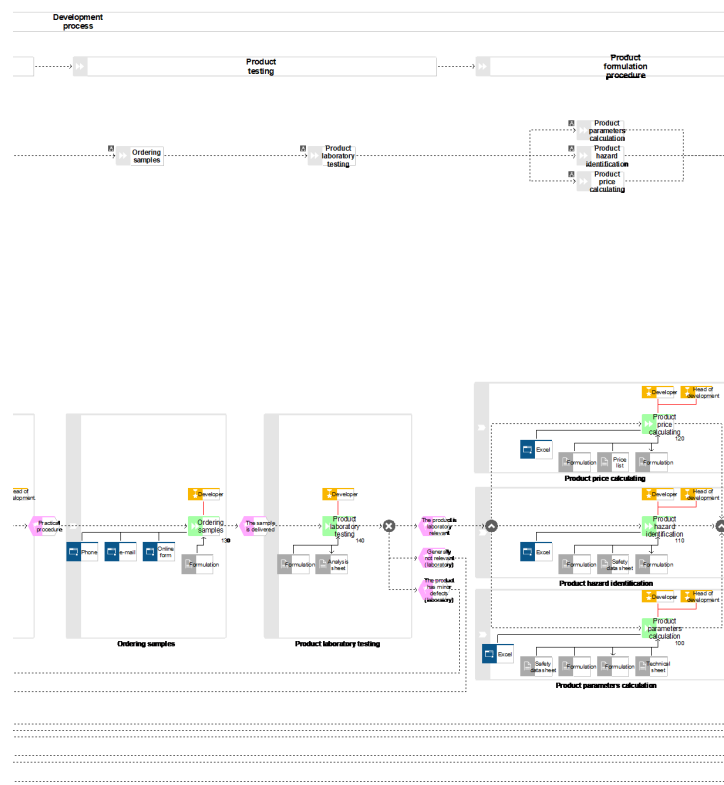 Development
process
Product
testing
Product
formulation
procedure
Ordering
samples
Product
laboratory
testing
Product
parameters
calculation
Product
hazard
identification
Product
price
calculating
Developer
Head of
development
Product
price
calculating
120
Excel
Formulation
Price
list
Formulation
Product price calculating
ead of
elopment
Practical
procedure
Developer
Ordering
samples
130
Phone
e-mail
Online
form
Formulation
Ordering samples
The sample
is delivered
Developer
Product
laboratory
testing
140
Formulation
Analysis
sheet
Product laboratory testing
The product is
laboratory
relevant
Generally
not relevant
(laboratory)
The product
has minor
defects
(laboratory)
Developer
Head of
development
Product
hazard
identification
110
Excel
Formulation
Safety
data sheet
Formulation
Product hazard identification
Developer
Head of
development
Product
parameters
calculation
100
Excel
Safety
data sheet
Formulation
Formulation
Technical
sheet
Product parameters calculation